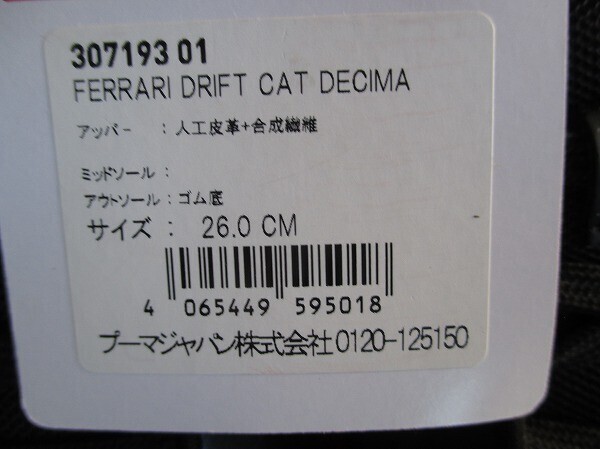 307193 01
FERRARI DRIFT CAT DECIMA
アッパー : 人工皮革+合成繊維
ミッドソール :
アウトソール : ゴム底
サイズ : 26.0 CM
4 065449 595018
プーマジャパン株式会社0120-125150